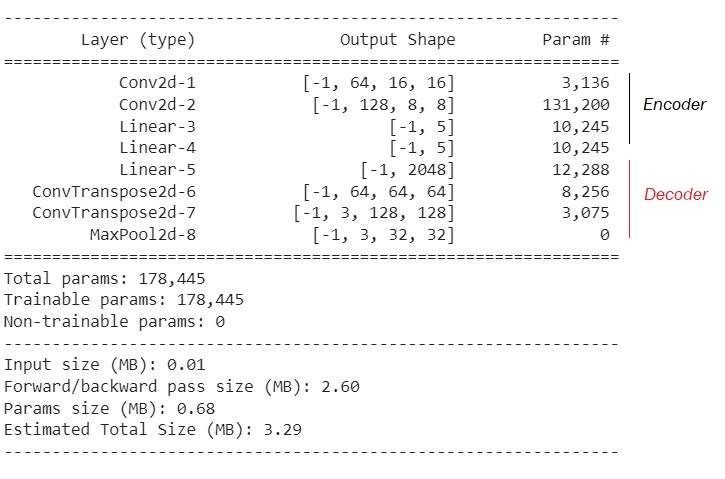 ----------------------------------------------------------------
Layer (type) Output Shape Param #
================================================================
Conv2d-1 [-1, 64, 16, 16] 3,136
Conv2d-2 [-1, 128, 8, 8] 131,200 Encoder
Linear-3 [-1, 5] 10,245
Linear-4 [-1, 5] 10,245
Linear-5 [-1, 2048] 12,288
ConvTranspose2d-6 [-1, 64, 64, 64] 8,256 Decoder
ConvTranspose2d-7 [-1, 3, 128, 128] 3,075
MaxPool2d-8 [-1, 3, 32, 32] 0
================================================================
Total params: 178,445
Trainable params: 178,445
Non-trainable params: 0
----------------------------------------------------------------
Input size (MB): 0.01
Forward/backward pass size (MB): 2.60
Params size (MB): 0.68
Estimated Total Size (MB): 3.29
----------------------------------------------------------------